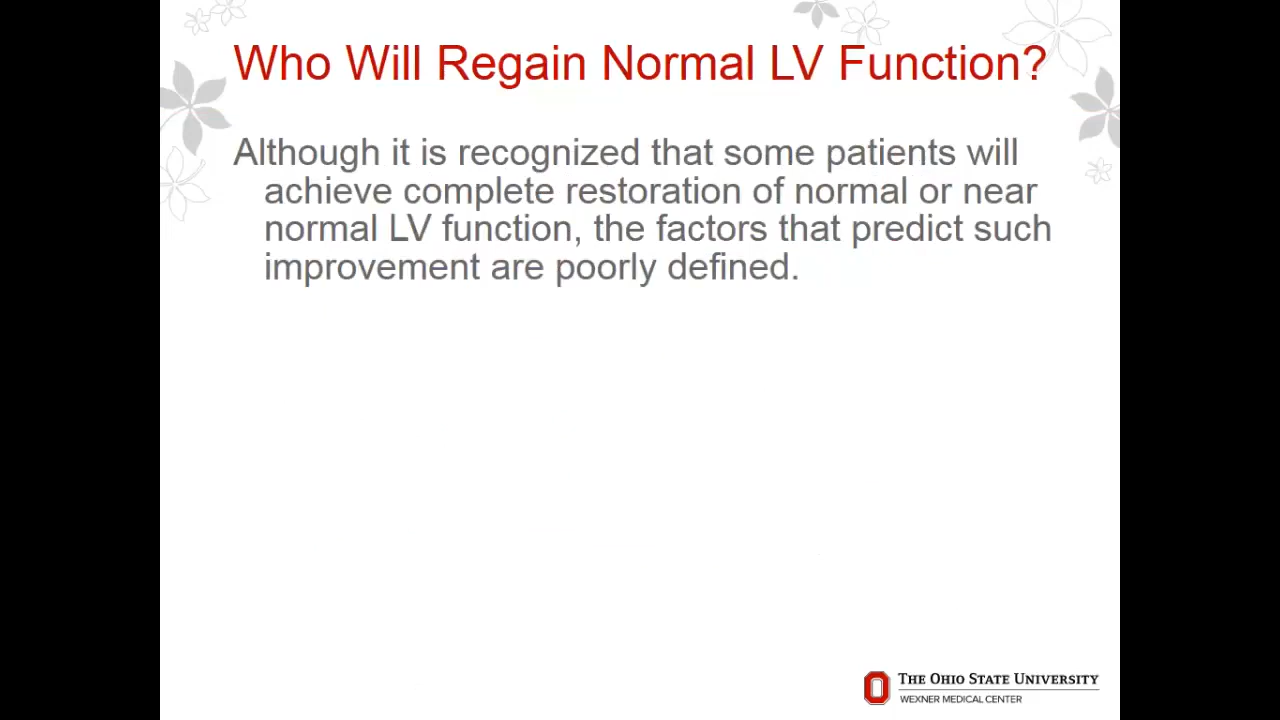 Who Will Regain Normal LV Function?
Although it is recognized that some patients will
achieve complete restoration of normal or near
normal LV function, the factors that predict such
improvement are poorly defined.
THE OHIO STATE UNIVERSITY
WEXNER MEDICAL CENTER